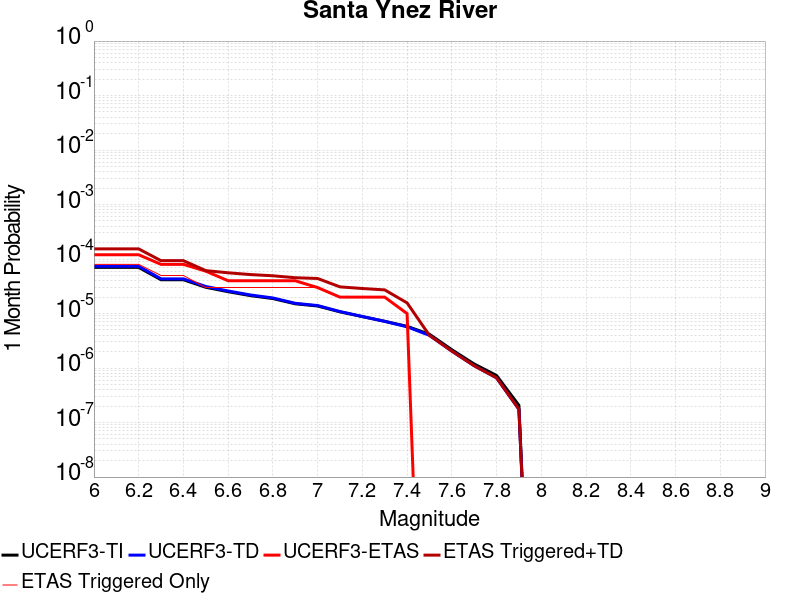 Santa Ynez River
10^0
10^-1
10^-2
10^-3
10^-4
10^-5
10^-6
10^-7
10^-8
1 Month Probability
6 6.2 6.4 6.6 6.8 7 7.2 7.4 7.6 7.8 8 8.2 8.4 8.6 8.8 9
Magnitude
UCERF3-TI UCERF3-TD UCERF3-ETAS ETAS Triggered+TD
ETAS Triggered Only